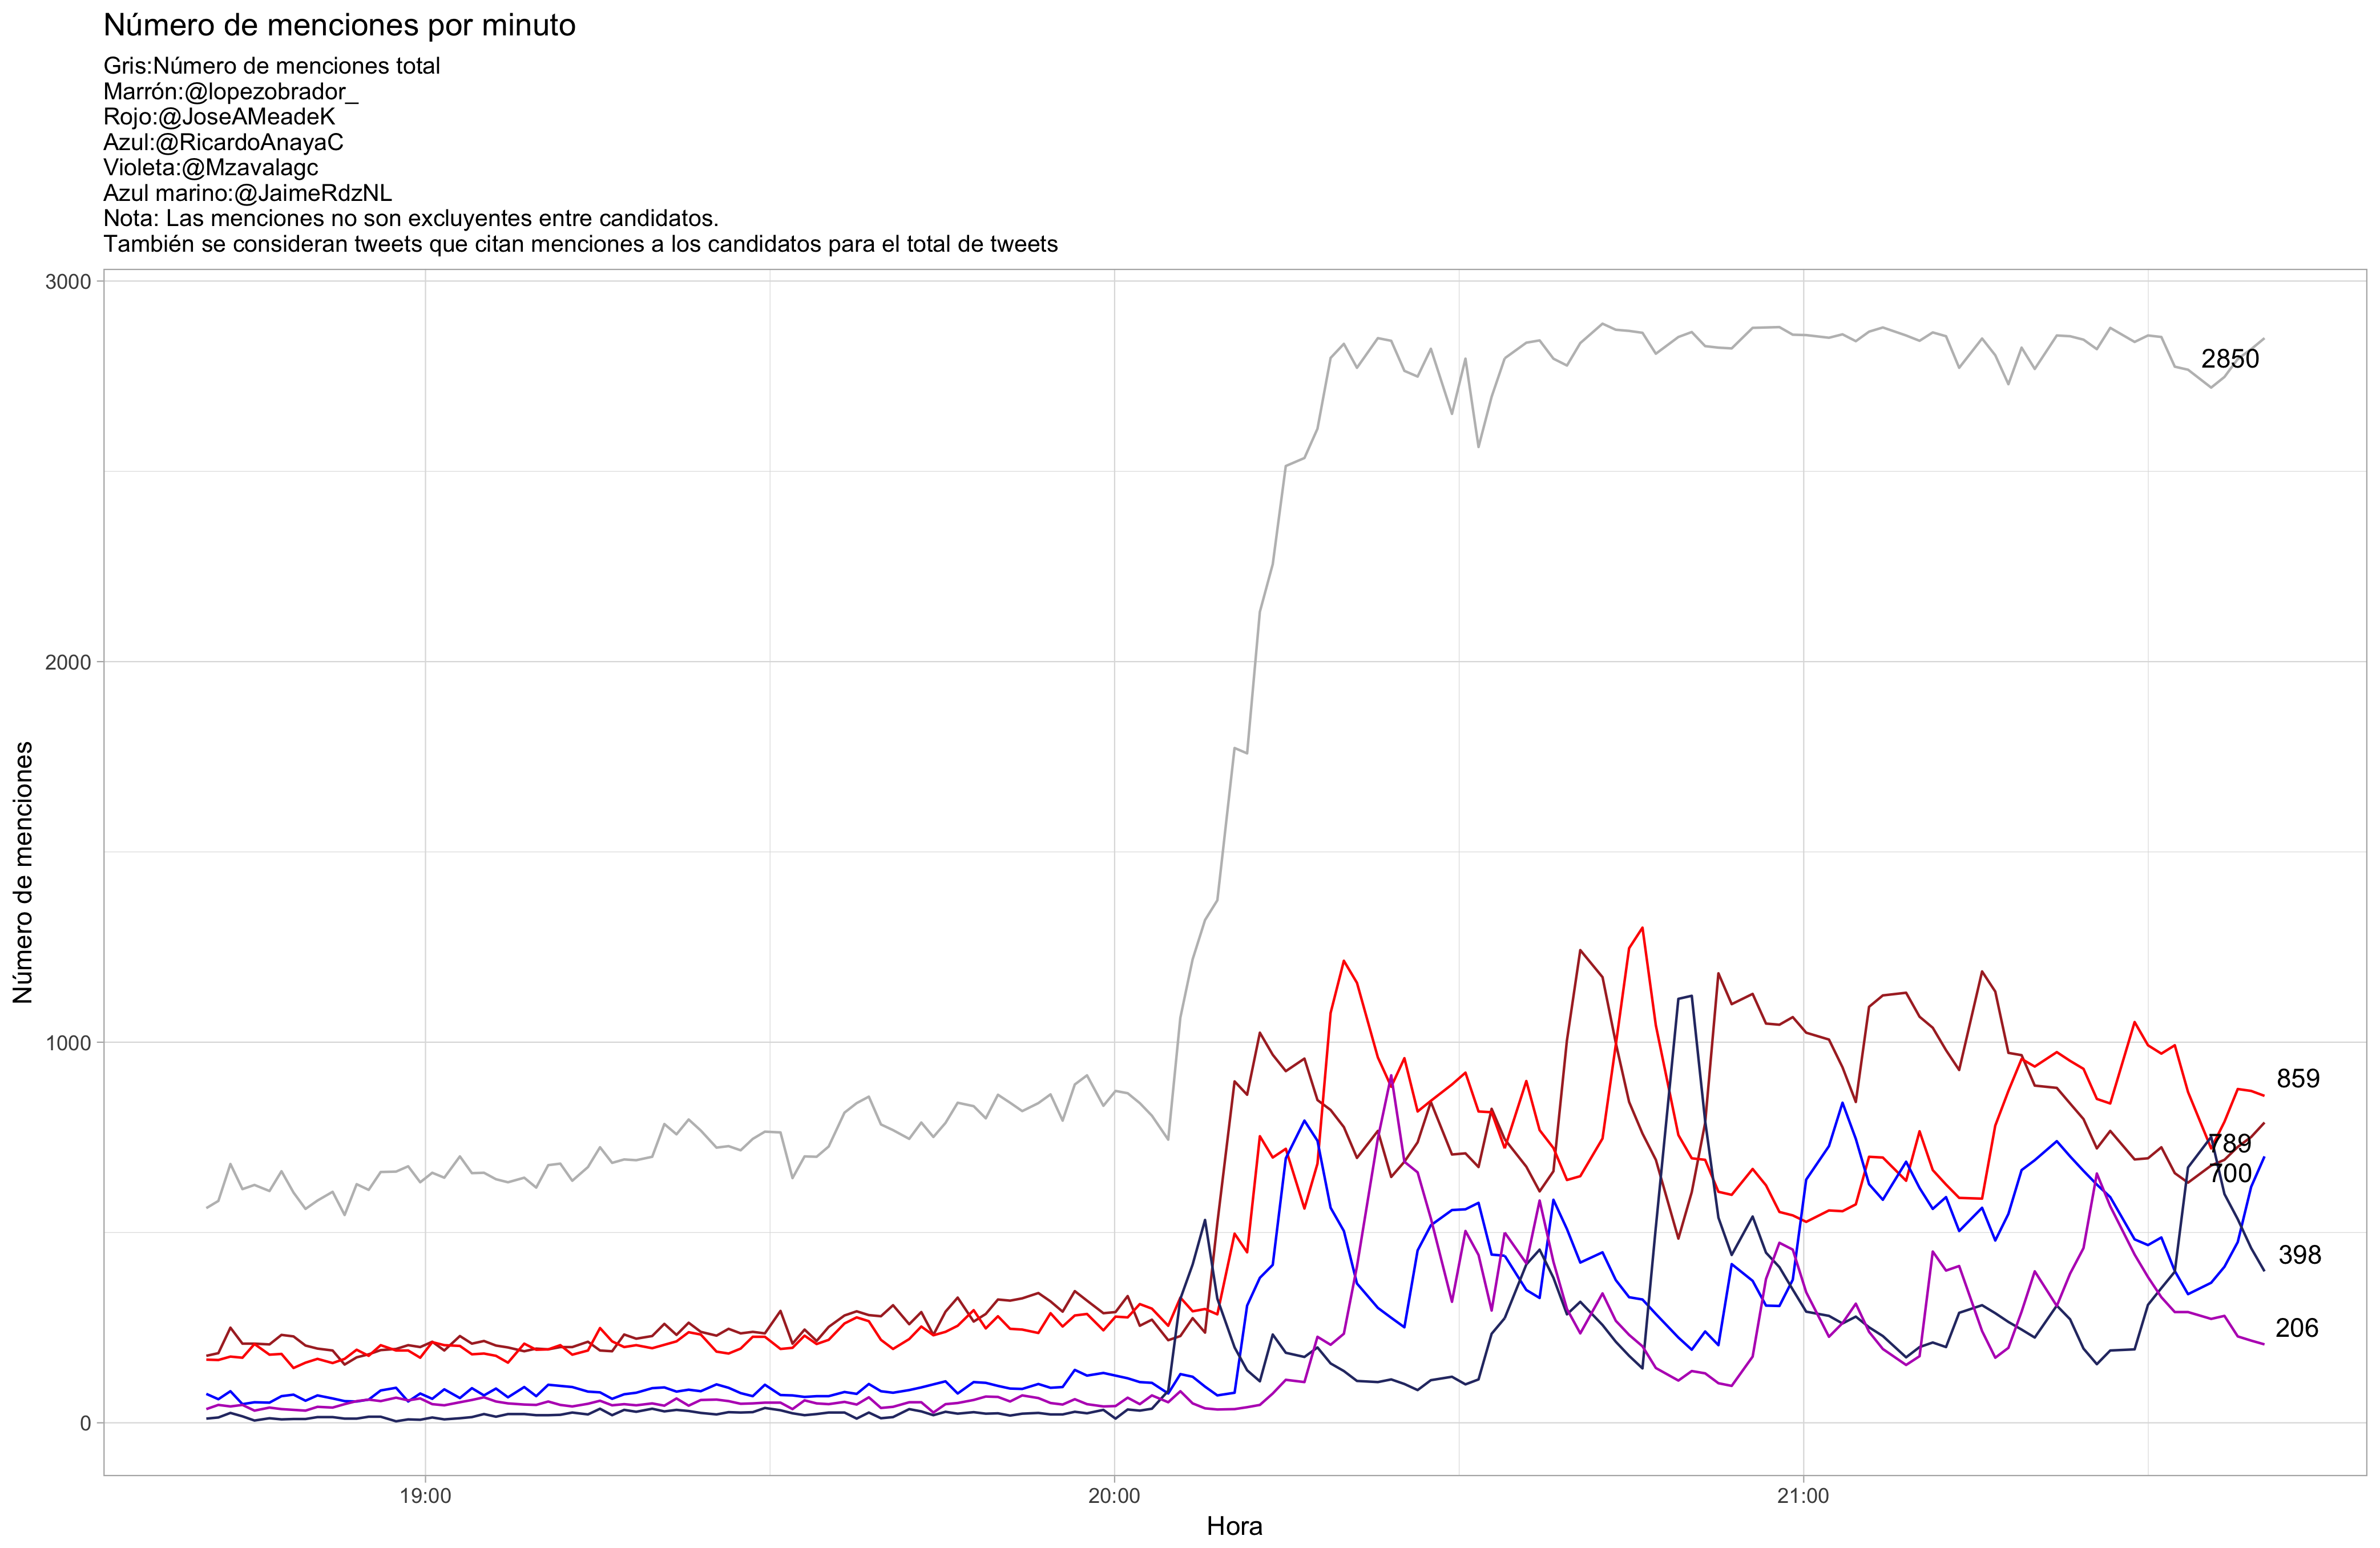 Número de menciones por minuto
Gris:Número de menciones total
Marrón:@lopezobrador_
Rojo:@JoseAMeadeK
Azul:@RicardoAnayaC
Violeta:@Mzavalagc
Azul marino:@JaimeRdzNL
Nota: Las menciones no son excluyentes entre candidatos.
También se consideran tweets que citan menciones a los candidatos para el total de tweets
3000
2850
2000
Número de menciones
1000
859
789
700
398
206
0
19:00
20:00
21:00
Hora